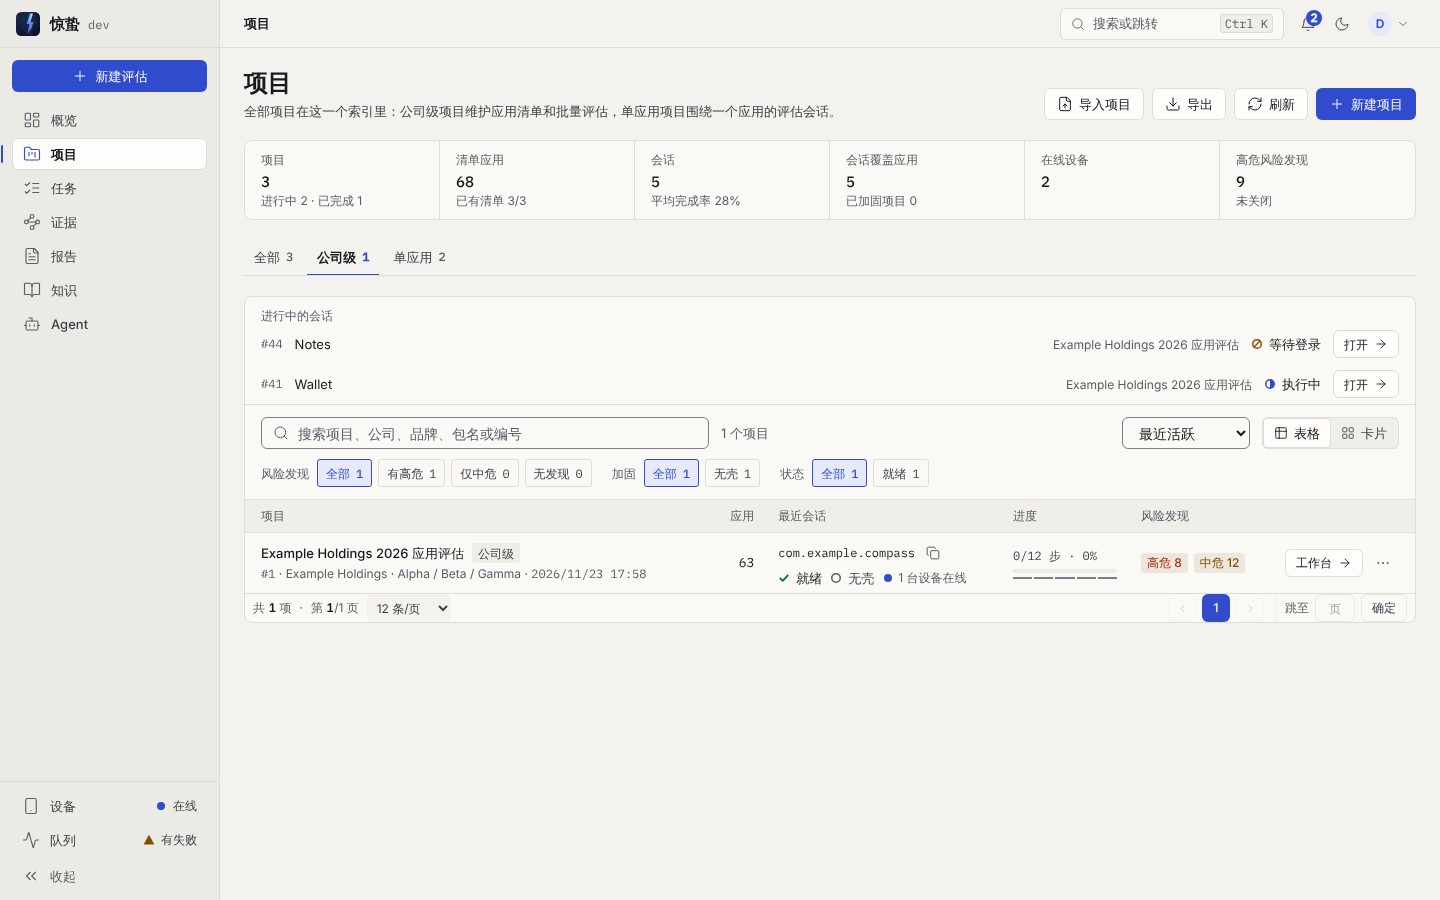 惊蛰 dev
项目
搜索或跳转 Ctrl K
2
D
新建评估
概览
项目
任务
证据
报告
知识
Agent
设备 在线
队列 有失败
收起
项目
全部项目在这一个索引里：公司级项目维护应用清单和批量评估，单应用项目围绕一个应用的评估会话。
导入项目 导出 刷新 新建项目
项目 清单应用 会话 会话覆盖应用 在线设备 高危风险发现
3 68 5 5 2 9
进行中 2 · 已完成 1 已有清单 3/3 平均完成率 28% 已加固项目 0 未关闭
全部 3 公司级 1 单应用 2
进行中的会话
#44 Notes Example Holdings 2026 应用评估 等待登录 打开
#41 Wallet Example Holdings 2026 应用评估 执行中 打开
搜索项目、公司、品牌、包名或编号 1 个项目 最近活跃 表格 卡片
风险发现 全部 1 有高危 1 仅中危 0 无发现 0 加固 全部 1 无壳 1 状态 全部 1 就绪 1
项目 应用 最近会话 进度 风险发现
Example Holdings 2026 应用评估 公司级 63 com.example.compass 0/12 步 · 0% 高危 8 中危 12 工作台
#1 · Example Holdings · Alpha / Beta / Gamma · 2026/11/23 17:58 就绪 无壳 1 台设备在线
共 1 项 · 第 1/1 页 12 条/页 1 跳至 页 确定